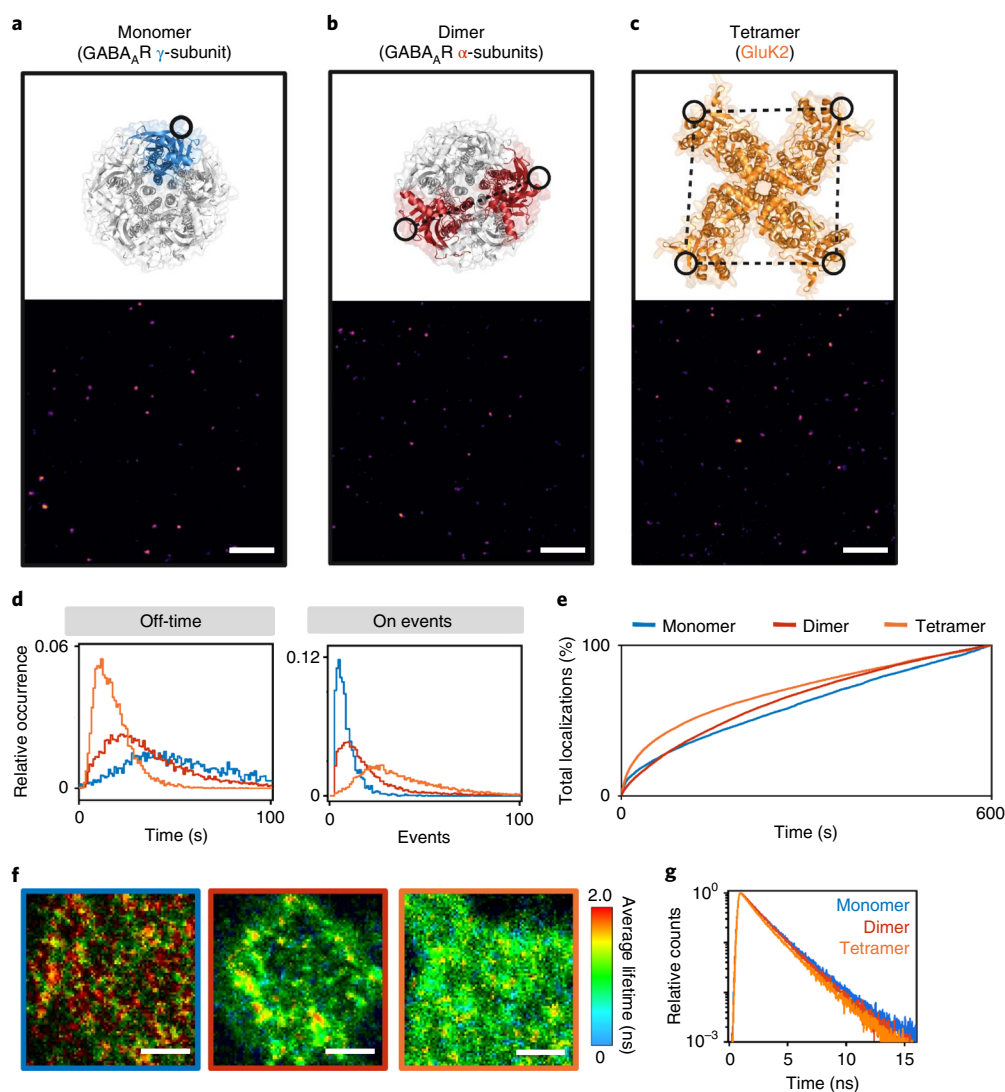 a
Monomer
(GABAAR γ-subunit)
b
Dimer
(GABAAR α-subunits)
c
Tetramer
(GluK2)
d
Off-time
On events
0.06
0
Relative occurrence
0
100
Time (s)
0.12
0
0
100
Events
e
Monomer
Dimer
Tetramer
100
0
Total localizations (%)
0
600
Time (s)
f
2.0
0
Average lifetime (ns)
g
Monomer
Dimer
Tetramer
10⁰
10⁻³
Relative counts
0
5
10
15
Time (ns)